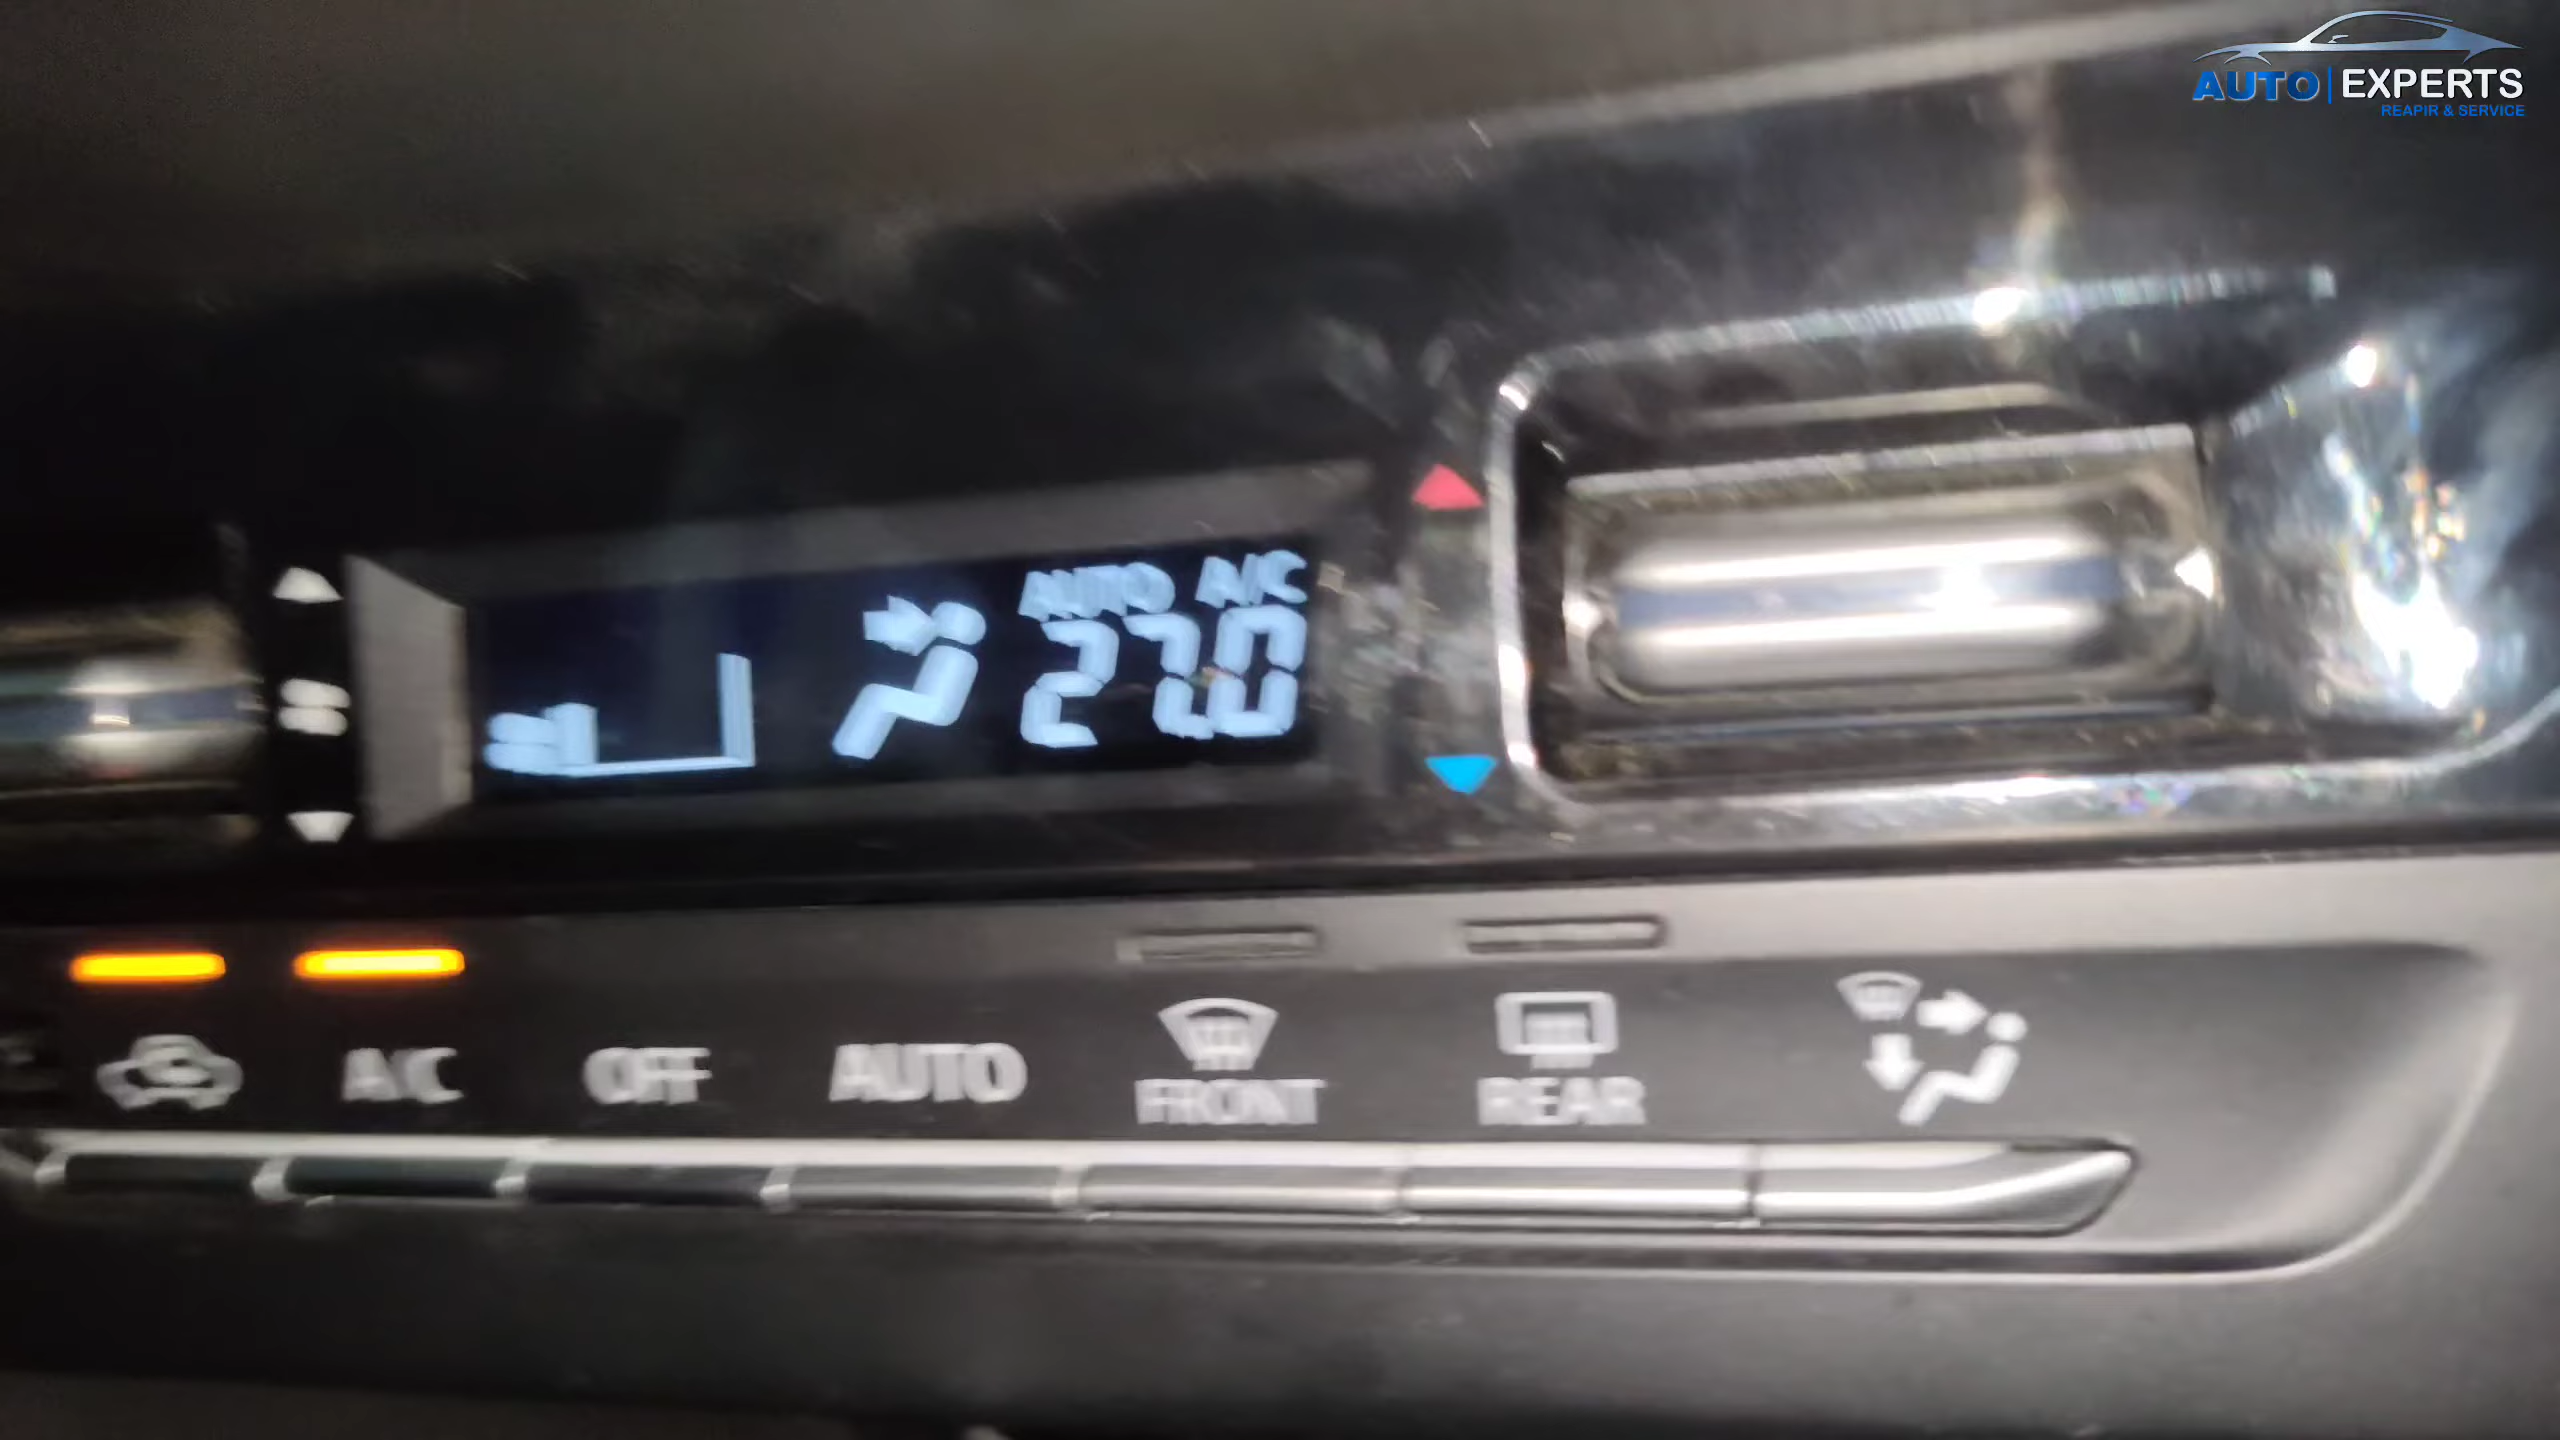 AUTO | EXPERTS
REAPIR & SERVICE
AUTO A/C
27.0
A/C OFF AUTO FRONT REAR